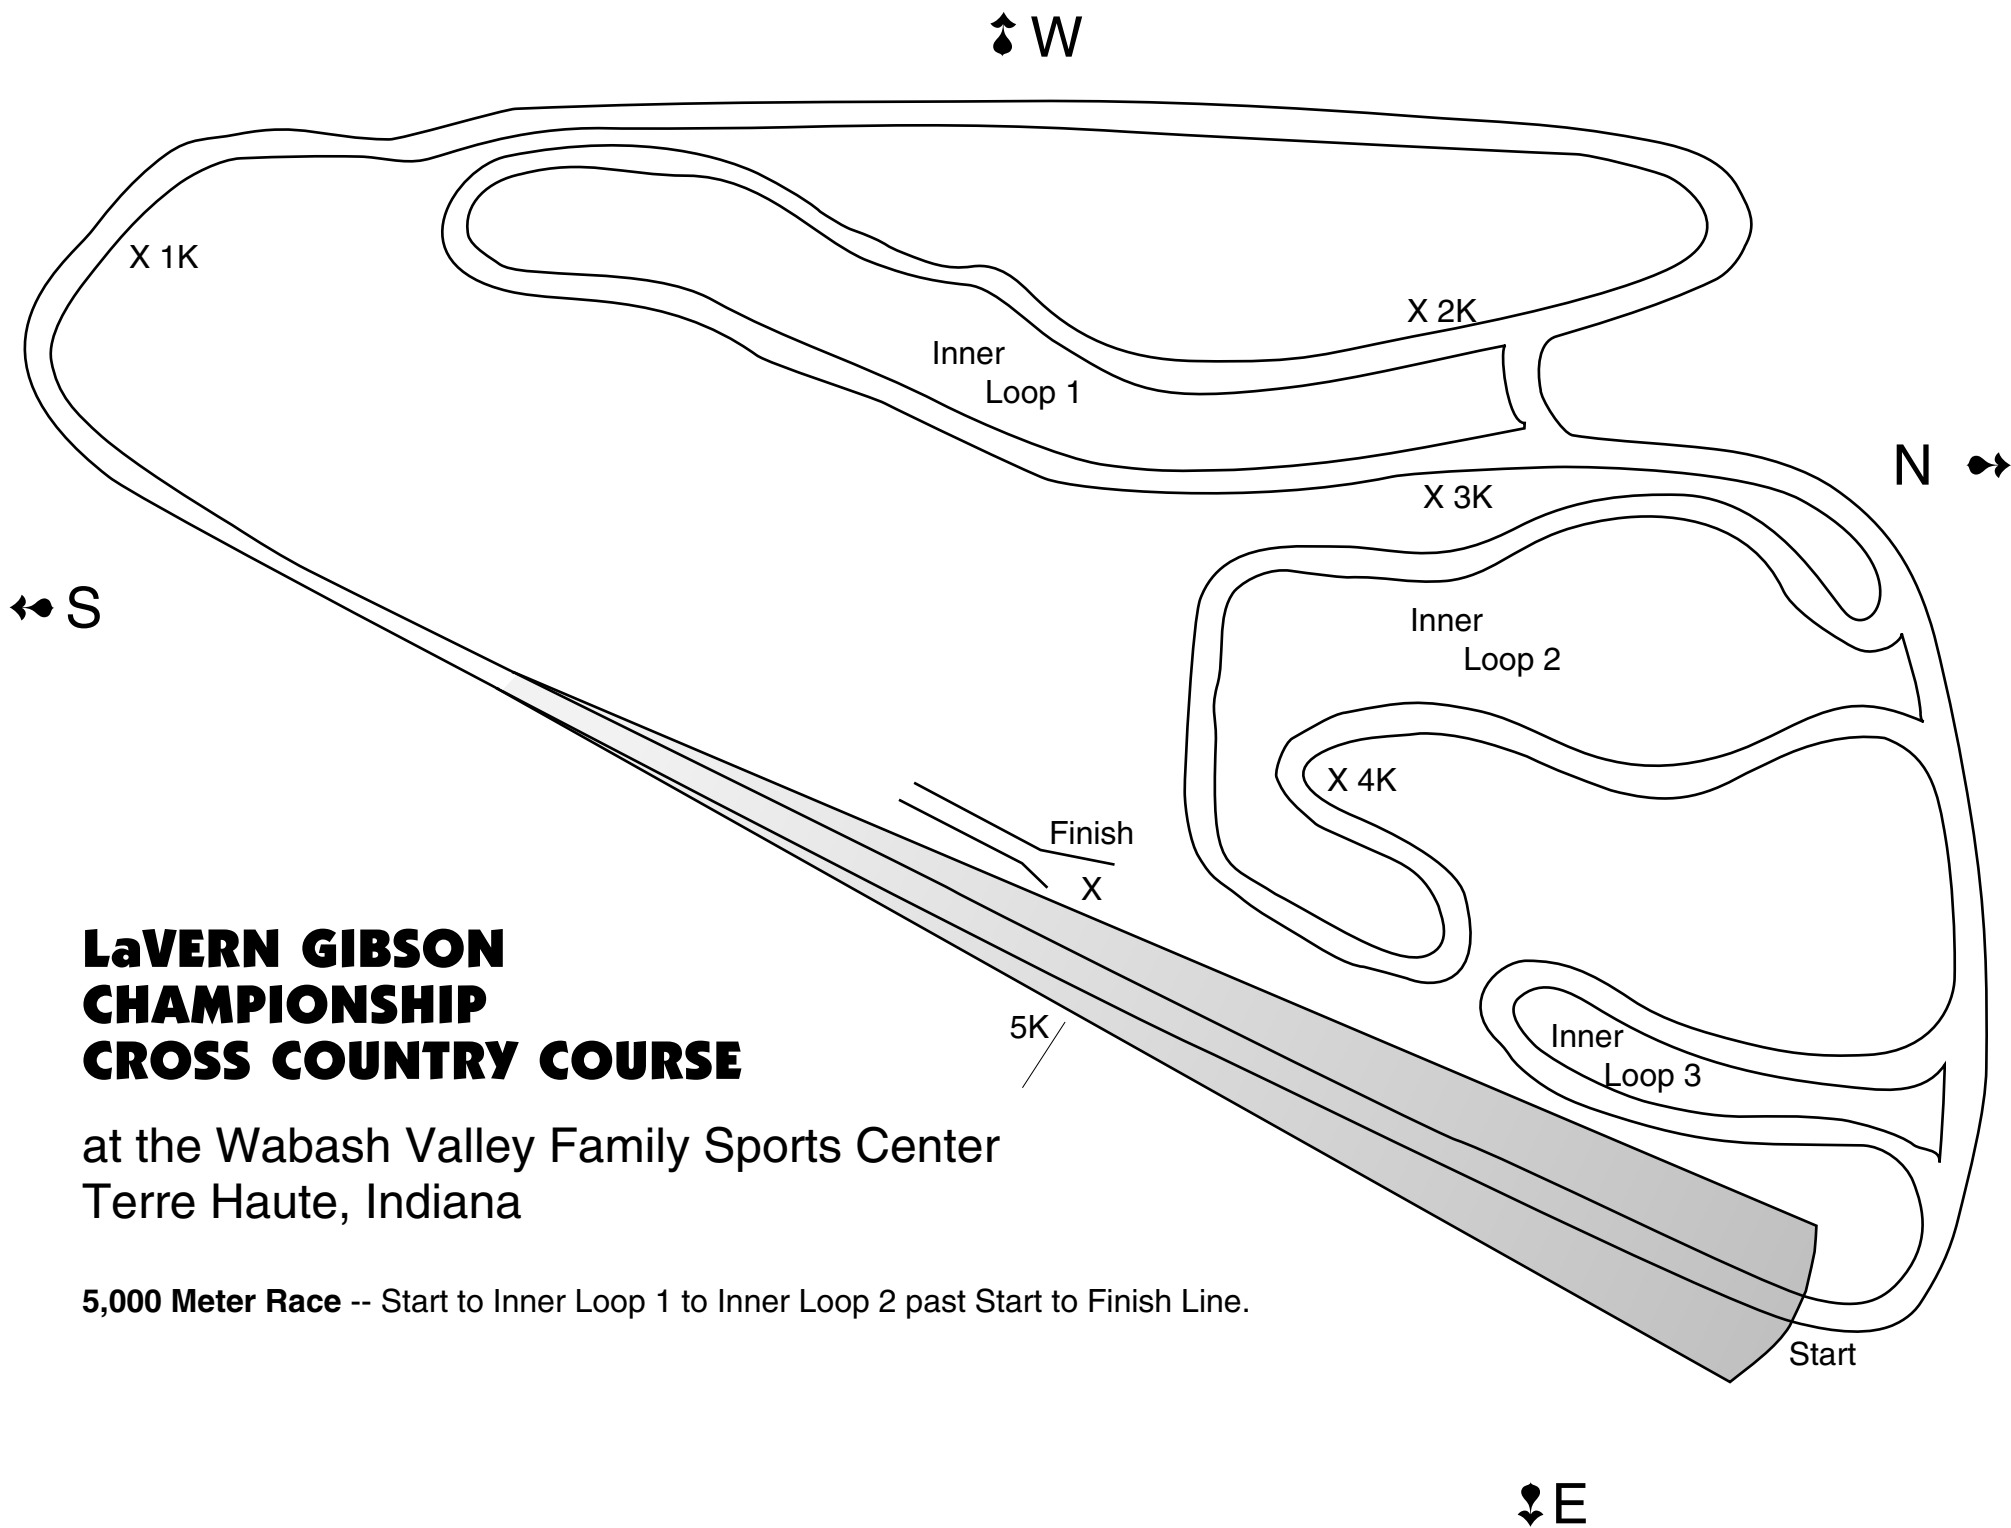 W
X 1K
X 2K
Inner
Loop 1
N
X 3K
S
Inner
Loop 2
X 4K
Finish
X
5K
Inner
Loop 3
Start
LaVERN GIBSON
CHAMPIONSHIP
CROSS COUNTRY COURSE
at the Wabash Valley Family Sports Center
Terre Haute, Indiana
5,000 Meter Race -- Start to Inner Loop 1 to Inner Loop 2 past Start to Finish Line.
E